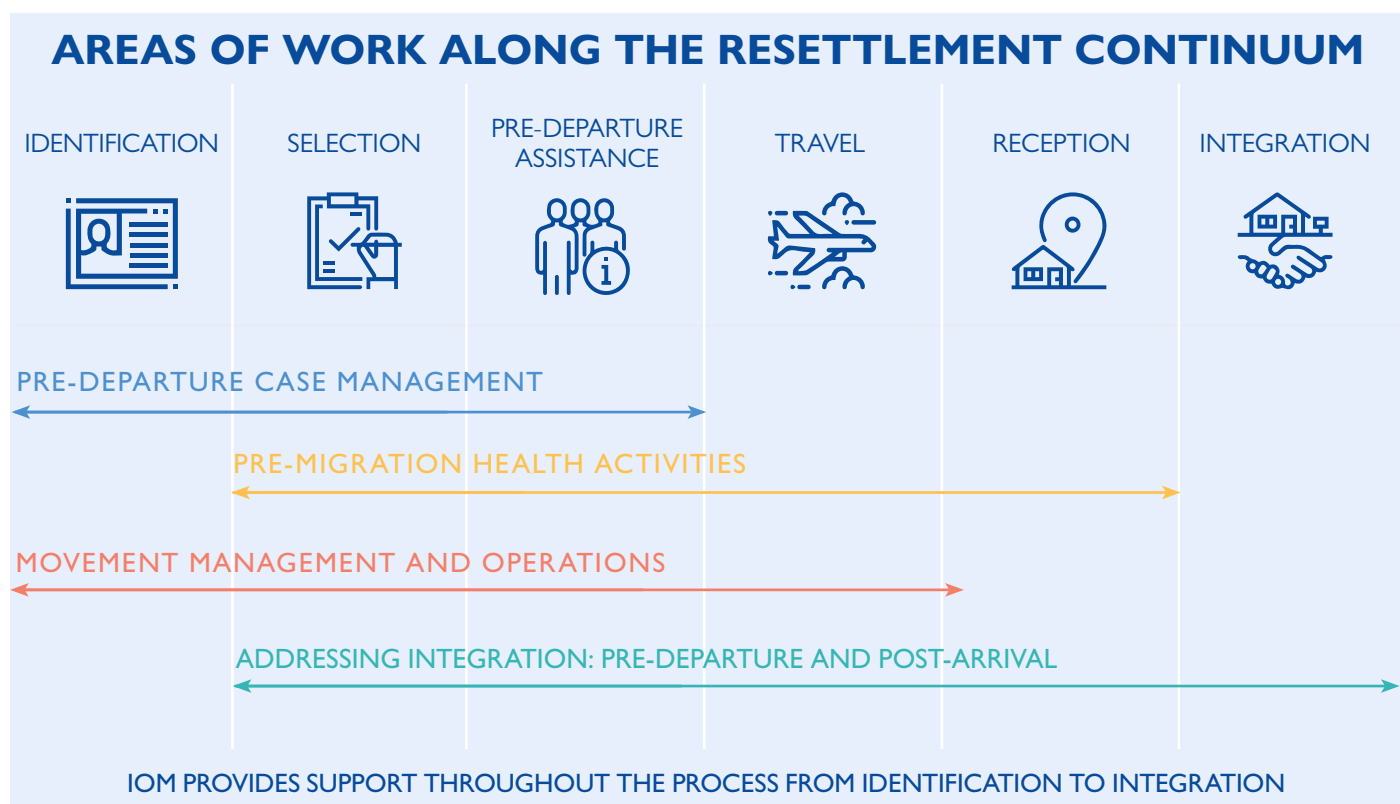 AREAS OF WORK ALONG THE RESETTLEMENT CONTINUUM
IDENTIFICATION
SELECTION
PRE-DEPARTURE
ASSISTANCE
TRAVEL
RECEPTION
INTEGRATION
i
PRE-DEPARTURE CASE MANAGEMENT
PRE-MIGRATION HEALTH ACTIVITIES
MOVEMENT MANAGEMENT AND OPERATIONS
ADDRESSING INTEGRATION: PRE-DEPARTURE AND POST-ARRIVAL
IOM PROVIDES SUPPORT THROUGHOUT THE PROCESS FROM IDENTIFICATION TO INTEGRATION